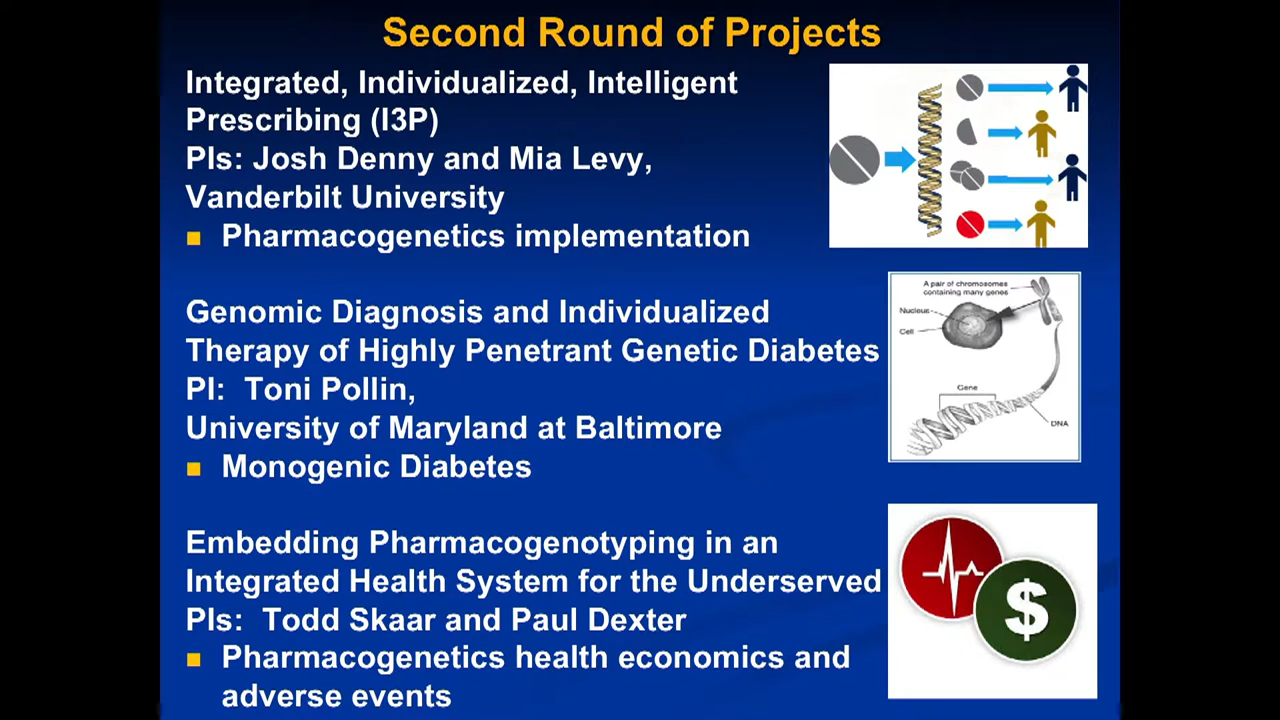 Second Round of Projects
Integrated, Individualized, Intelligent
Prescribing (I3P)
PIs: Josh Denny and Mia Levy,
Vanderbilt University
Pharmacogenetics implementation
Genomic Diagnosis and Individualized
Therapy of Highly Penetrant Genetic Diabetes
PI: Toni Pollin,
University of Maryland at Baltimore
Monogenic Diabetes
A pair of chromosomes
containing many genes
Nucleus
Cell
Gene
DNA
Embedding Pharmacogenotyping in an
Integrated Health System for the Underserved
PIs: Todd Skaar and Paul Dexter
Pharmacogenetics health economics and
adverse events
$